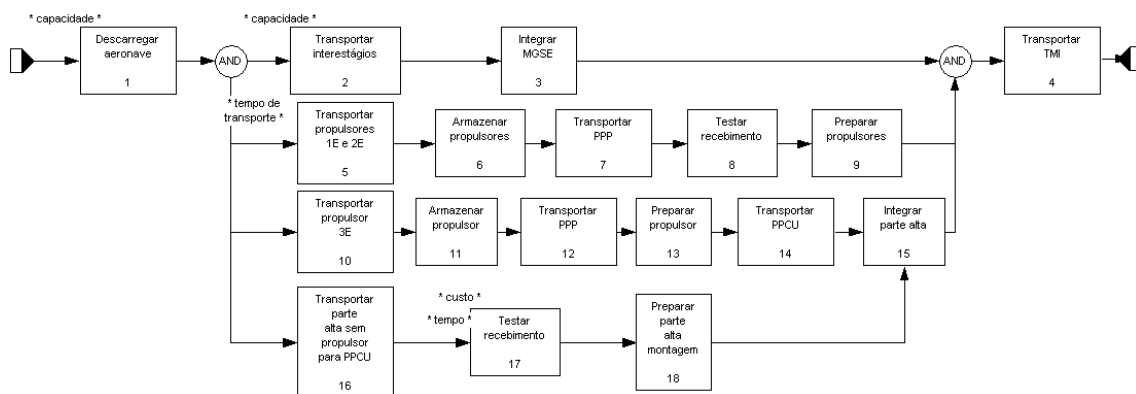 * capacidade *
Descarregar
aeronave
1
AND
* capacidade *
Transportar
interestágios
2
Integrar
MGSE
3
AND
Transportar
TMI
4
* tempo de
transporte *
Transportar
propulsores
1E e 2E
5
Armazenar
propulsores
6
Transportar
PPP
7
Testar
recebimento
8
Preparar
propulsores
9
Transportar
propulsor
3E
10
Armazenar
propulsor
11
Transportar
PPP
12
Preparar
propulsor
13
Transportar
PPCU
14
Integrar
parte alta
15
Transportar
parte
alta sem
propulsor
para PPCU
16
* custo *
* tempo *
Testar
recebimento
17
Preparar
parte
alta
montagem
18